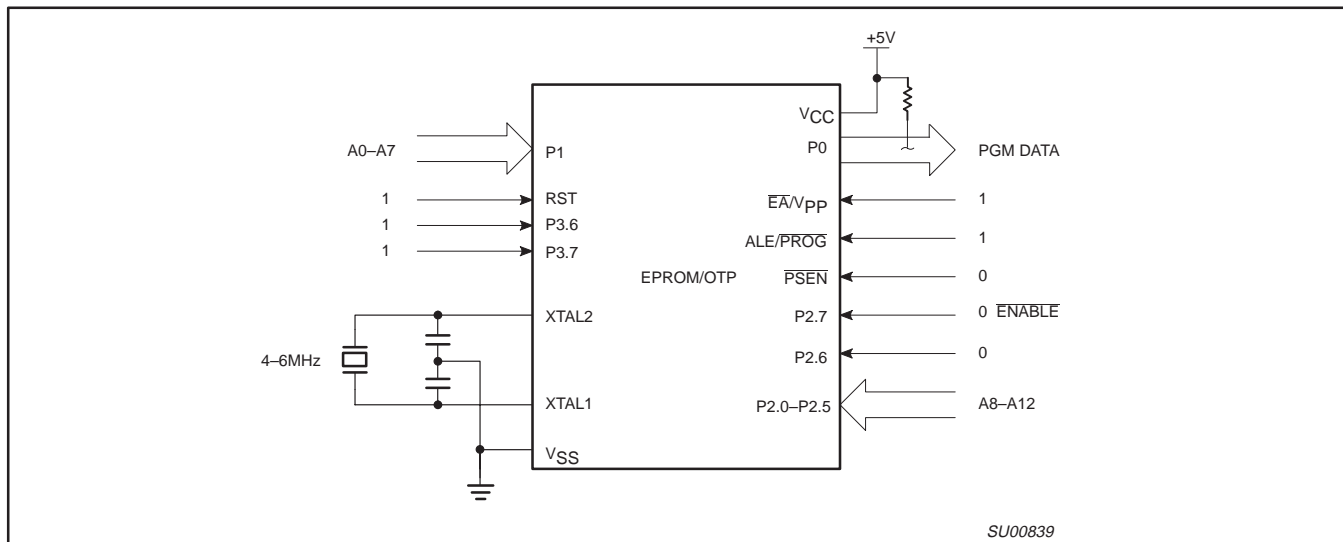 +5V
VCC
A0–A7
P1
P0
PGM DATA
1
RST
EA/VPP
1
1
P3.6
ALE/PROG
1
1
P3.7
EPROM/OTP
PSEN
0
XTAL2
P2.7
0 ENABLE
4–6MHz
P2.6
0
XTAL1
P2.0–P2.5
A8–A12
VSS
SU00839